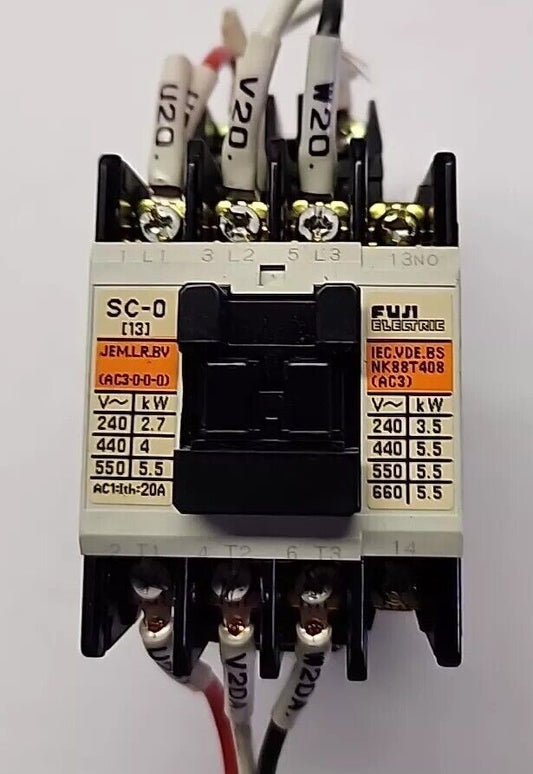 U20.
V20.
W20.
1 L1 3 L2 5 L3 13NO
SC-0
[13]
JEM.LR.BV
(AC3-0-0-0)
V~ kW
240 2.7
440 4
550 5.5
AC1=Ith=20A
FUJI
ELECTRIC
IEC.VDE.BS
NK88T408
(AC3)
V~ kW
240 3.5
440 5.5
550 5.5
660 5.5
2 T1 4 T2 6 T3 14
V2DA
W2DA.